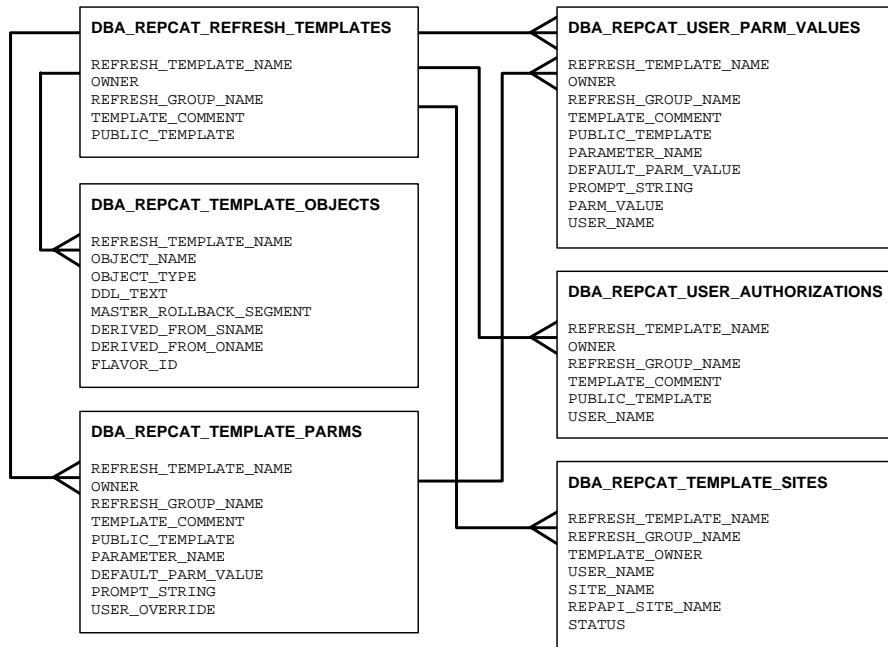 DBA_REPCAT_REFRESH_TEMPLATES
REFRESH_TEMPLATE_NAME
OWNER
REFRESH_GROUP_NAME
TEMPLATE_COMMENT
PUBLIC_TEMPLATE
DBA_REPCAT_TEMPLATE_OBJECTS
REFRESH_TEMPLATE_NAME
OBJECT_NAME
OBJECT_TYPE
DDL_TEXT
MASTER_ROLLBACK_SEGMENT
DERIVED_FROM_SNAME
DERIVED_FROM_ONAME
FLAVOR_ID
DBA_REPCAT_TEMPLATE_PARMS
REFRESH_TEMPLATE_NAME
OWNER
REFRESH_GROUP_NAME
TEMPLATE_COMMENT
PUBLIC_TEMPLATE
PARAMETER_NAME
DEFAULT_PARM_VALUE
PROMPT_STRING
USER_OVERRIDE
DBA_REPCAT_USER_PARM_VALUES
REFRESH_TEMPLATE_NAME
OWNER
REFRESH_GROUP_NAME
TEMPLATE_COMMENT
PUBLIC_TEMPLATE
PARAMETER_NAME
DEFAULT_PARM_VALUE
PROMPT_STRING
PARM_VALUE
USER_NAME
DBA_REPCAT_USER_AUTHORIZATIONS
REFRESH_TEMPLATE_NAME
OWNER
REFRESH_GROUP_NAME
TEMPLATE_COMMENT
PUBLIC_TEMPLATE
USER_NAME
DBA_REPCAT_TEMPLATE_SITES
REFRESH_TEMPLATE_NAME
REFRESH_GROUP_NAME
TEMPLATE_OWNER
USER_NAME
SITE_NAME
REPAPI_SITE_NAME
STATUS